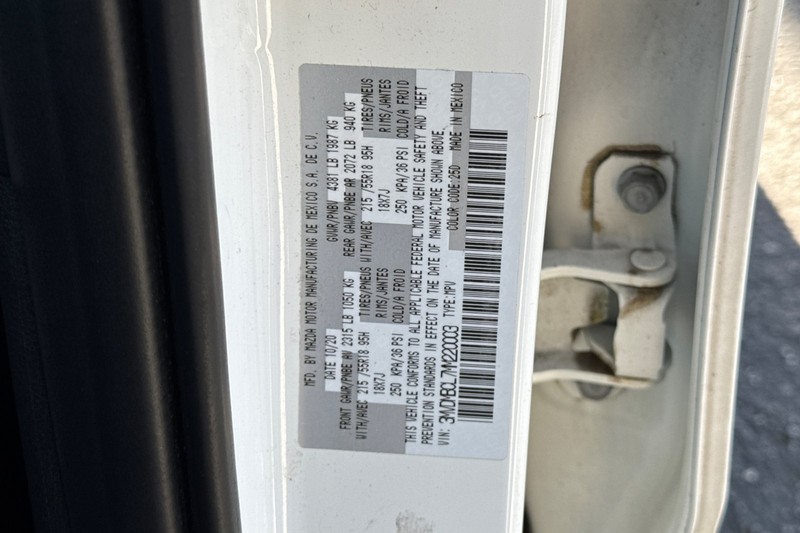 MFD. BY MAZDA MOTOR MANUFACTURING DE MEXICO S.A. DE C.V.
DATE 10/20 GVWR/PNBV 4381 LB 1987 KG
FRONT GAWR/PNBE AV 2315 LB 1050 KG REAR GAWR/PNBE AR 2072 LB 940 KG
WITH/AVEC 215 /55R18 95H TIRES/PNEUS WITH/AVEC 215 /55R18 95H TIRES/PNEUS
18X7J RIMS/JANTES 18X7J RIMS/JANTES
250 KPA/36 PSI COLD/A FROID 250 KPA/36 PSI COLD/A FROID
THIS VEHICLE CONFORMS TO ALL APPLICABLE FEDERAL MOTOR VEHICLE SAFETY AND THEFT
PREVENTION STANDARDS IN EFFECT ON THE DATE OF MANUFACTURE SHOWN ABOVE.
VIN: 3MVDMBCL7MM220003 TYPE:MPV COLOR CODE:25D MADE IN MEXICO